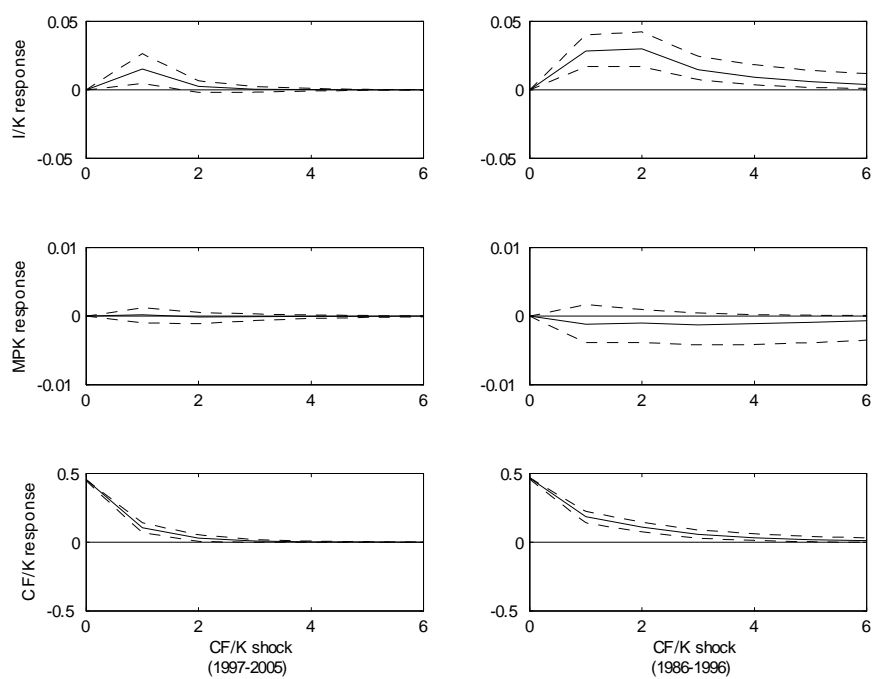 0.05 0.05
I/K response
0 0
-0.05 -0.05
0 2 4 6 0 2 4 6
0.01 0.01
MPK response
0 0
-0.01 -0.01
0 2 4 6 0 2 4 6
0.5 0.5
CF/K response
0 0
-0.5 -0.5
0 2 4 6 0 2 4 6
CF/K shock CF/K shock
(1997-2005) (1986-1996)